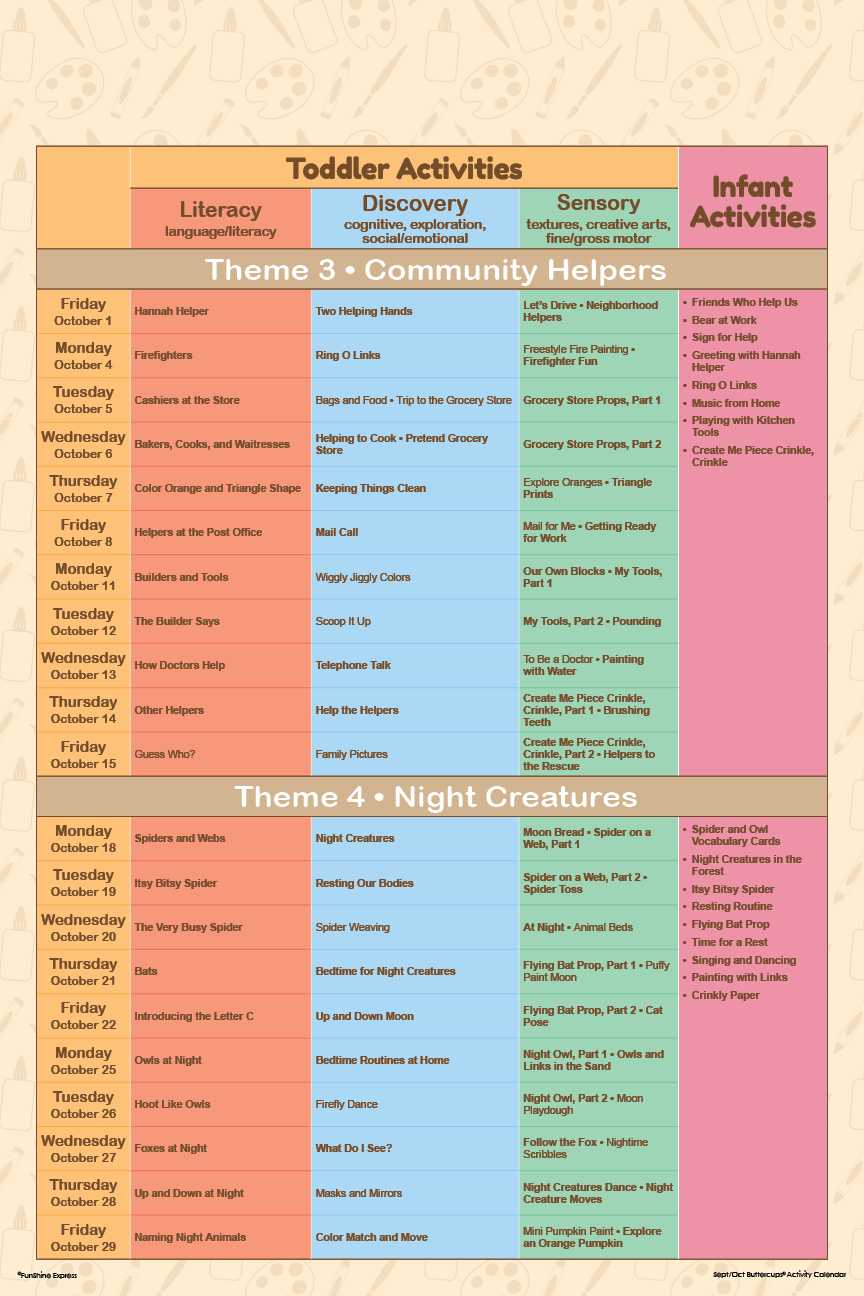 Toddler Activities
Infant
Activities
Literacy
language/literacy
Discovery
cognitive, exploration,
social/emotional
Sensory
textures, creative arts,
fine/gross motor
Theme 3 • Community Helpers
Friday
October 1
Hannah Helper
Two Helping Hands
Let's Drive • Neighborhood
Helpers
Monday
October 4
Firefighters
Ring O Links
Freestyle Fire Painting •
Firefighter Fun
Tuesday
October 5
Cashiers at the Store
Bags and Food • Trip to the Grocery Store
Grocery Store Props, Part 1
Wednesday
October 6
Bakers, Cooks, and Waitresses
Helping to Cook • Pretend Grocery
Store
Grocery Store Props, Part 2
Thursday
October 7
Color Orange and Triangle Shape
Keeping Things Clean
Explore Oranges • Triangle
Prints
Friday
October 8
Helpers at the Post Office
Mail Call
Mail for Me • Getting Ready
for Work
Monday
October 11
Builders and Tools
Wiggly Jiggly Colors
Our Own Blocks • My Tools,
Part 1
Tuesday
October 12
The Builder Says
Scoop It Up
My Tools, Part 2 • Pounding
Wednesday
October 13
How Doctors Help
Telephone Talk
To Be a Doctor • Painting
with Water
Thursday
October 14
Other Helpers
Help the Helpers
Create Me Piece Crinkle,
Crinkle, Part 1 • Brushing
Teeth
Friday
October 15
Guess Who?
Family Pictures
Create Me Piece Crinkle,
Crinkle, Part 2 • Helpers to
the Rescue
• Friends Who Help Us
• Bear at Work
• Sign for Help
• Greeting with Hannah
Helper
• Ring O Links
• Music from Home
• Playing with Kitchen
Tools
• Create Me Piece Crinkle,
Crinkle
Theme 4 • Night Creatures
Monday
October 18
Spiders and Webs
Night Creatures
Moon Bread • Spider on a
Web, Part 1
Tuesday
October 19
Itsy Bitsy Spider
Resting Our Bodies
Spider on a Web, Part 2 •
Spider Toss
Wednesday
October 20
The Very Busy Spider
Spider Weaving
At Night • Animal Beds
Thursday
October 21
Bats
Bedtime for Night Creatures
Flying Bat Prop, Part 1 • Puffy
Paint Moon
Friday
October 22
Introducing the Letter C
Up and Down Moon
Flying Bat Prop, Part 2 • Cat
Pose
Monday
October 25
Owls at Night
Bedtime Routines at Home
Night Owl, Part 1 • Owls and
Links in the Sand
Tuesday
October 26
Hoot Like Owls
Firefly Dance
Night Owl, Part 2 • Moon
Playdough
Wednesday
October 27
Foxes at Night
What Do I See?
Follow the Fox • Nightime
Scribbles
Thursday
October 28
Up and Down at Night
Masks and Mirrors
Night Creatures Dance • Night
Creature Moves
Friday
October 29
Naming Night Animals
Color Match and Move
Mini Pumpkin Paint • Explore
an Orange Pumpkin
• Spider and Owl
Vocabulary Cards
• Night Creatures in the
Forest
• Itsy Bitsy Spider
• Resting Routine
• Flying Bat Prop
• Time for a Rest
• Singing and Dancing
• Painting with Links
• Crinkly Paper
©FunShine Express
Sept/Oct Buttercups® Activity Calendar